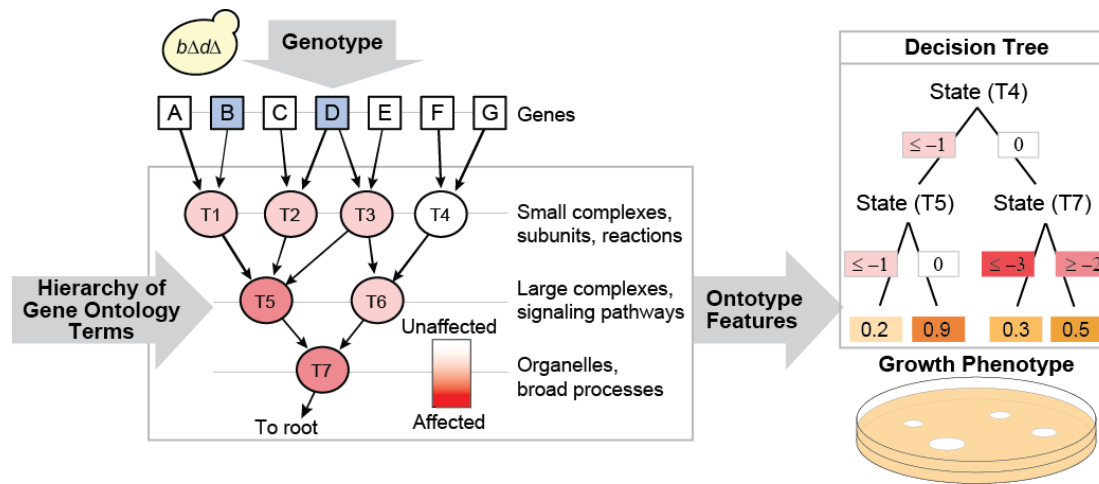 bΔdΔ
Genotype
A B C D E F G
Genes
T1 T2 T3 T4
Small complexes,
subunits, reactions
Hierarchy of
Gene Ontology
Terms
T5 T6
Large complexes,
signaling pathways
Unaffected
T7
Organelles,
broad processes
Affected
To root
Ontotype
Features
Decision Tree
State (T4)
≤ −1 0
State (T5) State (T7)
≤ −1 0 ≤ −3 ≥ −2
0.2 0.9 0.3 0.5
Growth Phenotype